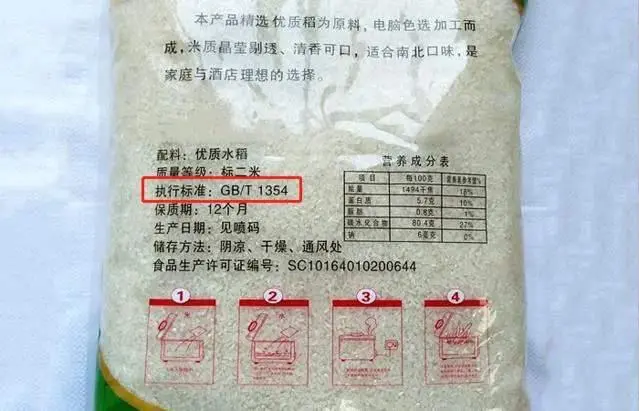 本产品精选优质稻为原料，电脑色选加工而
成，米质晶莹剔透、清香可口，适合南北口味，是
家庭与酒店理想的选择。
配料：优质水稻
质量等级：标二米
执行标准：GB/T 1354
保质期：12个月
生产日期：见喷码
储存方法：阴凉、干燥、通风处
食品生产许可证编号：SC10164010200644
营养成分表
项目 每100克 营养素参考值%
能量 1494千焦 18%
蛋白质 5.7克 10%
脂肪 0.8克 1%
碳水化合物 80.4克 27%
钠 6毫克 0%
1 2 3 4
米 水